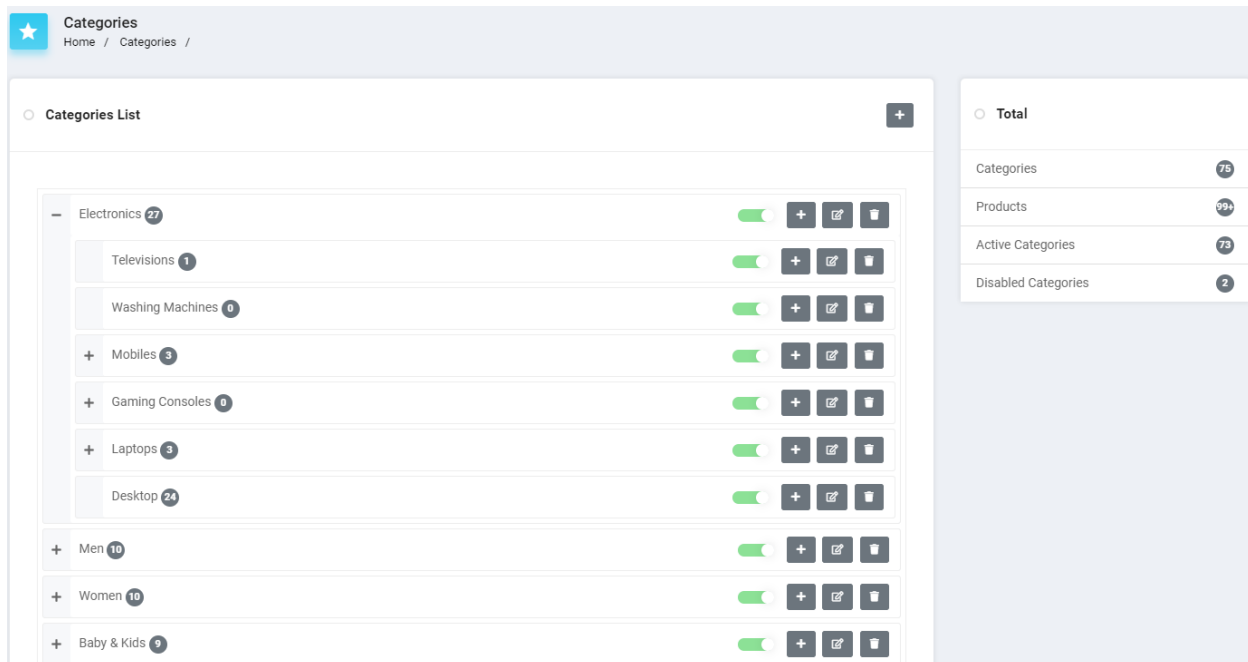 Categories
Home / Categories /
Categories List
Electronics 27
Televisions 1
Washing Machines 0
Mobiles 3
Gaming Consoles 0
Laptops 3
Desktop 24
Men 10
Women 10
Baby & Kids 9
Total
Categories 75
Products 99+
Active Categories 73
Disabled Categories 2